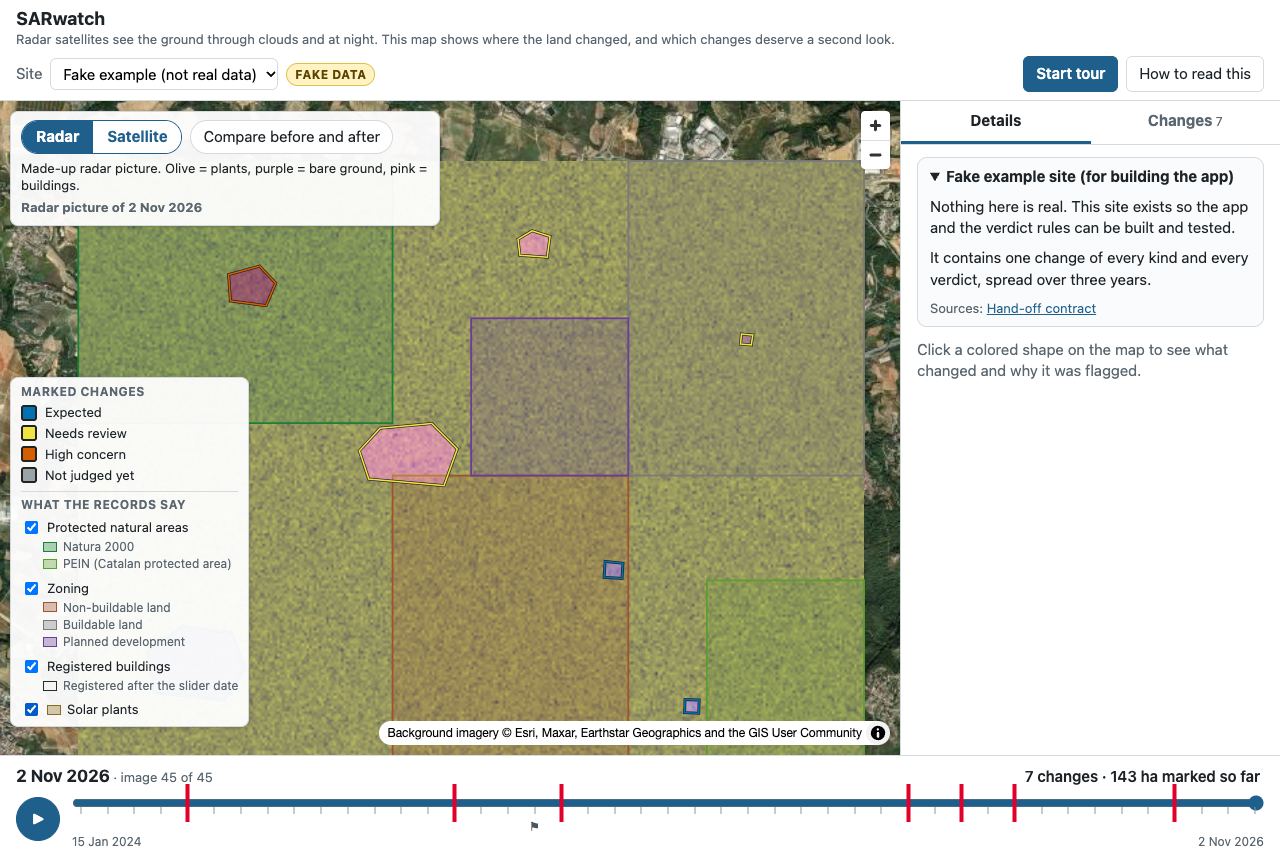 SARwatch
Radar satellites see the ground through clouds and at night. This map shows where the land changed, and which changes deserve a second look.
Site
Fake example (not real data)
FAKE DATA
Start tour
How to read this
Radar
Satellite
Compare before and after
Made-up radar picture. Olive = plants, purple = bare ground, pink =
buildings.
Radar picture of 2 Nov 2026
+
−
MARKED CHANGES
Expected
Needs review
High concern
Not judged yet
WHAT THE RECORDS SAY
Protected natural areas
Natura 2000
PEIN (Catalan protected area)
Zoning
Non-buildable land
Buildable land
Planned development
Registered buildings
Registered after the slider date
Solar plants
Background imagery © Esri, Maxar, Earthstar Geographics and the GIS User Community
Details
Changes 7
Fake example site (for building the app)
Nothing here is real. This site exists so the app
and the verdict rules can be built and tested.
It contains one change of every kind and every
verdict, spread over three years.
Sources: Hand-off contract
Click a colored shape on the map to see what
changed and why it was flagged.
2 Nov 2026 · image 45 of 45
7 changes · 143 ha marked so far
15 Jan 2024
2 Nov 2026